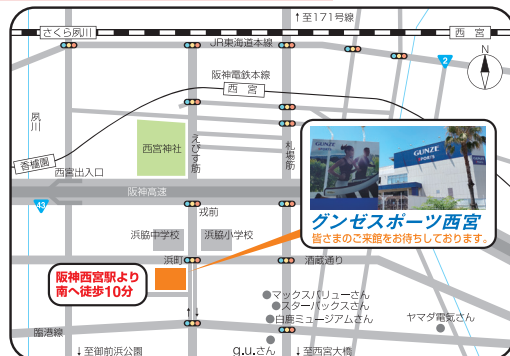 ↑至171号線
さくら夙川
西 宮
JR東海道本線
N
2
阪神電鉄本線
西 宮
夙川
香櫨園
西宮神社
えびす筋
札場筋
GUNZE
SPORTS
GUNZE
SPORTS
西宮出入口
43
阪神高速
戎前
グンゼスポーツ西宮
皆さまのご来館をお待ちしております。
浜脇中学校
浜脇小学校
浜町
酒蔵通り
阪神西宮駅より
南へ徒歩10分
マックスバリューさん
スターバックスさん
白鹿ミュージアムさん
ヤマダ電気さん
臨港線
↓至御前浜公園
g.u.さん
↓至西宮大橋